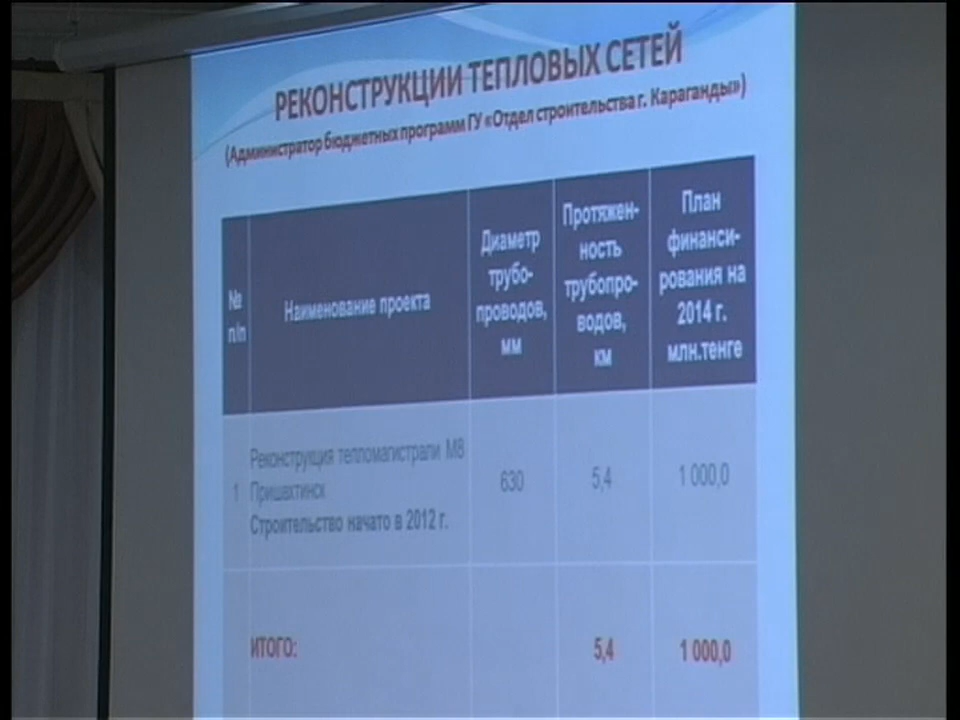 РЕКОНСТРУКЦИИ ТЕПЛОВЫХ СЕТЕЙ
(Администратор бюджетных программ ГУ «Отдел строительства г. Караганды»)
№
п/п
Наименование проекта
Диаметр
трубо-
проводов,
мм
Протяжен-
ность
трубопро-
водов,
км
План
финанси-
рования на
2014 г.
млн.тенге
1
Реконструкция тепломагистрали М8
Пришахтинск
Строительство начато в 2012 г.
630
5,4
1 000,0
ИТОГО:
5,4
1 000,0